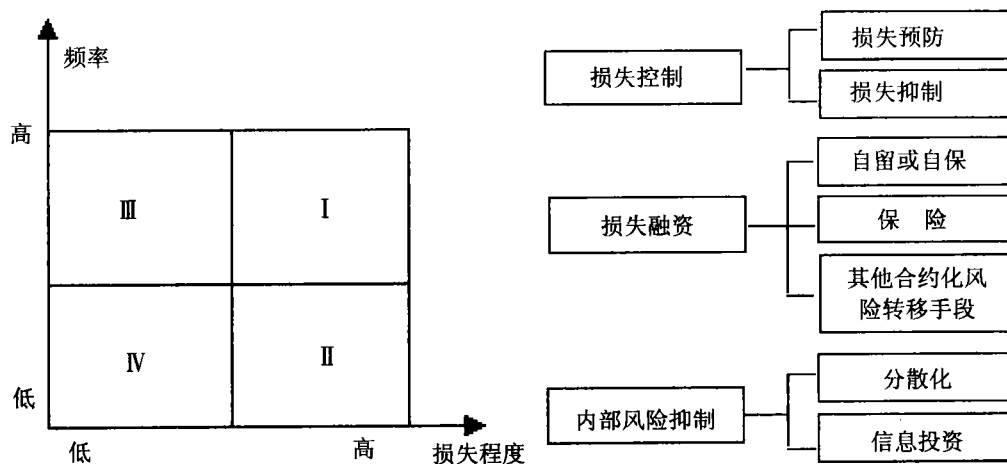 频率
高
Ⅲ
Ⅰ
Ⅳ
Ⅱ
低
低
高
损失程度
损失控制
损失预防
损失抑制
损失融资
自留或自保
保 险
其他合约化风
险转移手段
内部风险抑制
分散化
信息投资